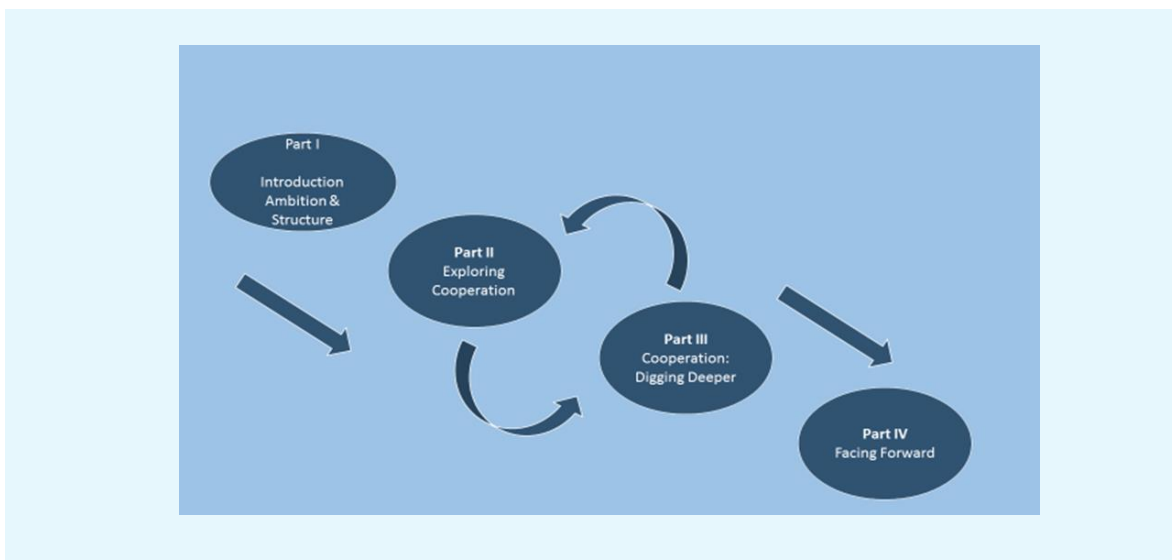 Part I
Introduction
Ambition &
Structure
Part II
Exploring
Cooperation
Part III
Cooperation:
Digging Deeper
Part IV
Facing Forward